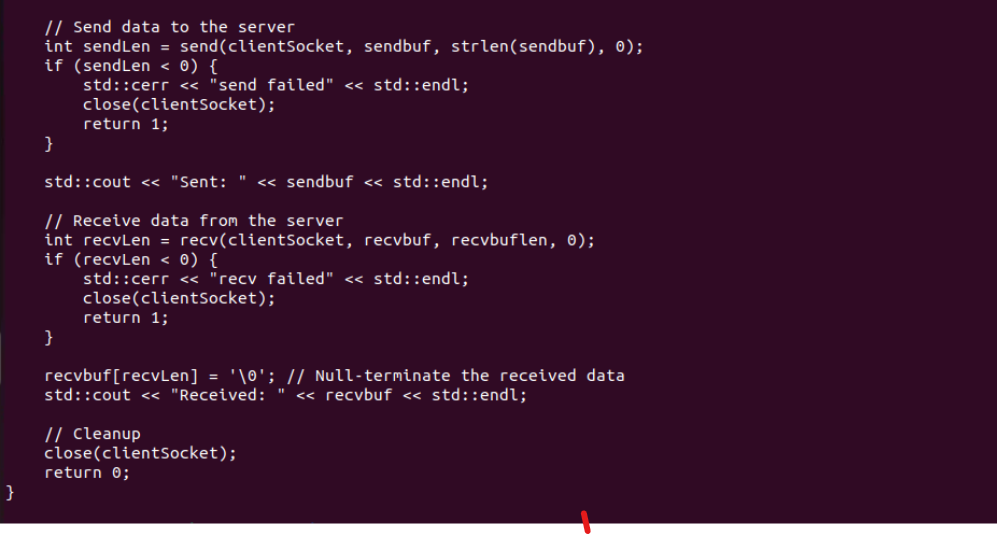 // Send data to the server
int sendLen = send(clientSocket, sendbuf, strlen(sendbuf), 0);
if (sendLen < 0) {
    std::cerr << "send failed" << std::endl;
    close(clientSocket);
    return 1;
}
std::cout << "Sent: " << sendbuf << std::endl;
// Receive data from the server
int recvLen = recv(clientSocket, recvbuf, recvbuflen, 0);
if (recvLen < 0) {
    std::cerr << "recv failed" << std::endl;
    close(clientSocket);
    return 1;
}
recvbuf[recvLen] = '\0'; // Null-terminate the received data
std::cout << "Received: " << recvbuf << std::endl;
// Cleanup
close(clientSocket);
return 0;
}